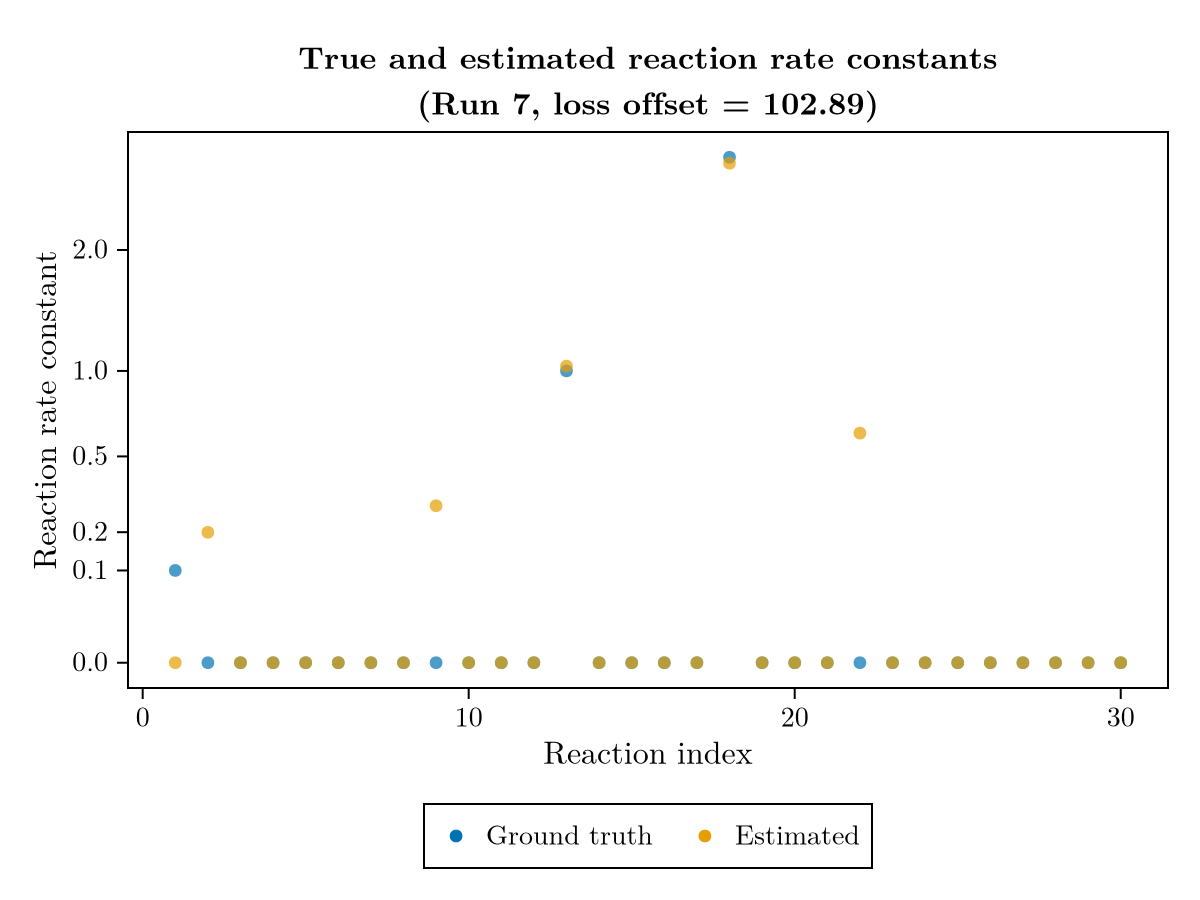 True and estimated reaction rate constants
(Run 7, loss offset = 102.89)
Reaction rate constant
2.0
1.0
0.5
0.2
0.1
0.0
0 10 20 30
Reaction index
Ground truth Estimated